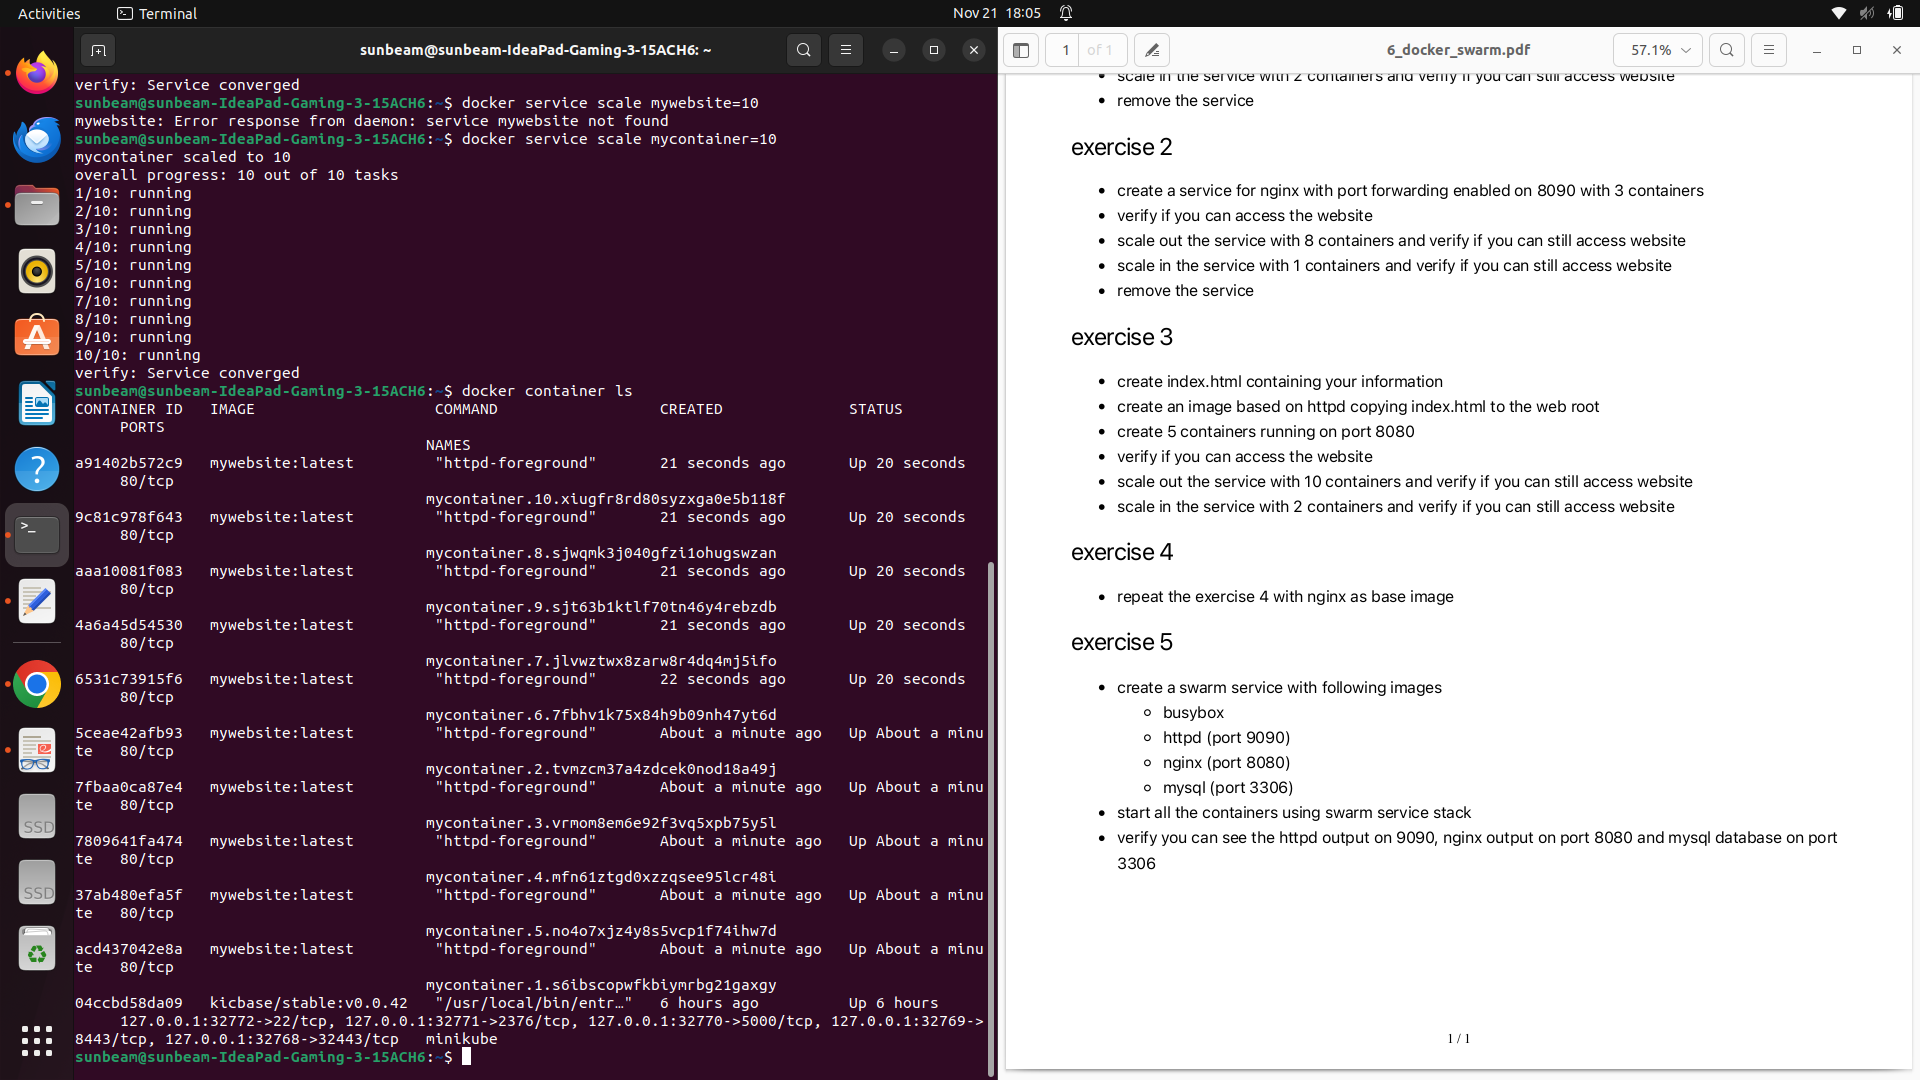 Activities
Terminal
Nov 21 18:05
sunbeam@sunbeam-IdeaPad-Gaming-3-15ACH6: ~
verify: Service converged
sunbeam@sunbeam-IdeaPad-Gaming-3-15ACH6:~$ docker service scale mywebsite=10
mywebsite: Error response from daemon: service mywebsite not found
sunbeam@sunbeam-IdeaPad-Gaming-3-15ACH6:~$ docker service scale mycontainer=10
mycontainer scaled to 10
overall progress: 10 out of 10 tasks
1/10: running
2/10: running
3/10: running
4/10: running
5/10: running
6/10: running
7/10: running
8/10: running
9/10: running
10/10: running
verify: Service converged
sunbeam@sunbeam-IdeaPad-Gaming-3-15ACH6:~$ docker container ls
CONTAINER ID   IMAGE                    COMMAND                  CREATED              STATUS
     PORTS
                                       NAMES
a91402b572c9   mywebsite:latest         "httpd-foreground"       21 seconds ago       Up 20 seconds
     80/tcp
                                       mycontainer.10.xiugfr8rd80syzxga0e5b118f
9c81c978f643   mywebsite:latest         "httpd-foreground"       21 seconds ago       Up 20 seconds
     80/tcp
                                       mycontainer.8.sjwqmk3j040gfzi1ohugswzan
aaa10081f083   mywebsite:latest         "httpd-foreground"       21 seconds ago       Up 20 seconds
     80/tcp
                                       mycontainer.9.sjt63b1ktlf70tn46y4rebzdb
4a6a45d54530   mywebsite:latest         "httpd-foreground"       21 seconds ago       Up 20 seconds
     80/tcp
                                       mycontainer.7.jlvwztwx8zarw8r4dq4mj5ifo
6531c73915f6   mywebsite:latest         "httpd-foreground"       22 seconds ago       Up 20 seconds
     80/tcp
                                       mycontainer.6.7fbhv1k75x84h9b09nh47yt6d
5ceae42afb93   mywebsite:latest         "httpd-foreground"       About a minute ago   Up About a minu
te   80/tcp
                                       mycontainer.2.tvmzcm37a4zdcek0nod18a49j
7fbaa0ca87e4   mywebsite:latest         "httpd-foreground"       About a minute ago   Up About a minu
te   80/tcp
                                       mycontainer.3.vrmom8em6e92f3vq5xpb75y5l
7809641fa474   mywebsite:latest         "httpd-foreground"       About a minute ago   Up About a minu
te   80/tcp
                                       mycontainer.4.mfn61ztgd0xzzqsee95lcr48i
37ab480efa5f   mywebsite:latest         "httpd-foreground"       About a minute ago   Up About a minu
te   80/tcp
                                       mycontainer.5.no4o7xjz4y8s5vcp1f74ihw7d
acd437042e8a   mywebsite:latest         "httpd-foreground"       About a minute ago   Up About a minu
te   80/tcp
                                       mycontainer.1.s6ibscopwfkbiymrbg21gaxgy
04ccbd58da09   kicbase/stable:v0.0.42   "/usr/local/bin/entr…"   6 hours ago          Up 6 hours
     127.0.0.1:32772->22/tcp, 127.0.0.1:32771->2376/tcp, 127.0.0.1:32770->5000/tcp, 127.0.0.1:32769->
8443/tcp, 127.0.0.1:32768->32443/tcp   minikube
sunbeam@sunbeam-IdeaPad-Gaming-3-15ACH6:~$
SSD
SSD
1 of 1
6_docker_swarm.pdf
57.1%
• scale in the service with 2 containers and verify if you can still access website
• remove the service
exercise 2
• create a service for nginx with port forwarding enabled on 8090 with 3 containers
• verify if you can access the website
• scale out the service with 8 containers and verify if you can still access website
• scale in the service with 1 containers and verify if you can still access website
• remove the service
exercise 3
• create index.html containing your information
• create an image based on httpd copying index.html to the web root
• create 5 containers running on port 8080
• verify if you can access the website
• scale out the service with 10 containers and verify if you can still access website
• scale in the service with 2 containers and verify if you can still access website
exercise 4
• repeat the exercise 4 with nginx as base image
exercise 5
• create a swarm service with following images
◦ busybox
◦ httpd (port 9090)
◦ nginx (port 8080)
◦ mysql (port 3306)
• start all the containers using swarm service stack
• verify you can see the httpd output on 9090, nginx output on port 8080 and mysql database on port
3306
1 / 1